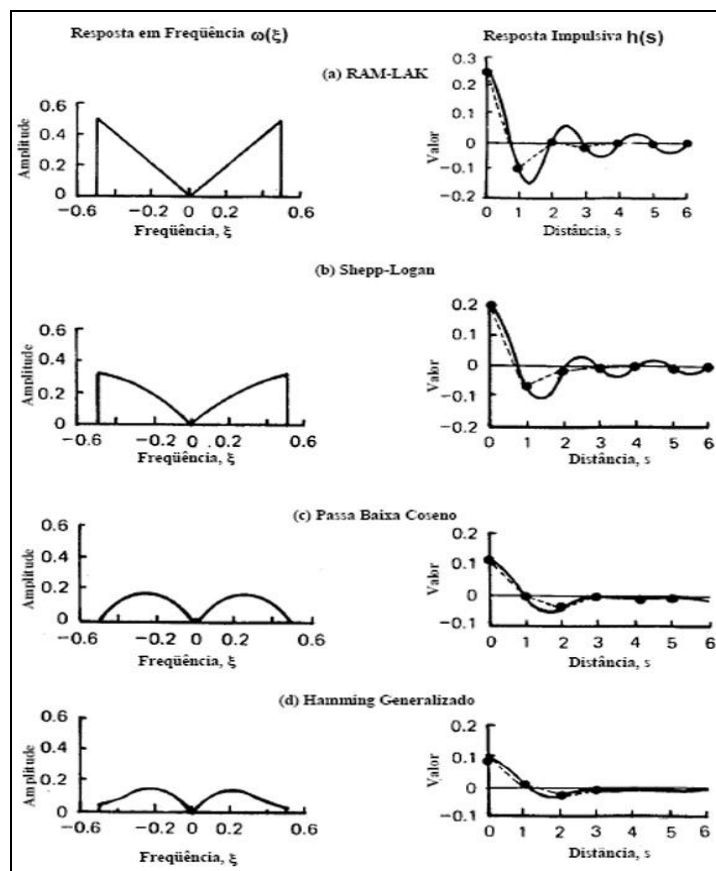 Resposta em Freqüência ω(ξ)
Resposta Impulsiva h(s)
(a) RAM-LAK
Amplitude
0.6
0.4
0.2
0
−0.6 −0.2 0 0.2 0.6
Freqüência, ξ
Valor
0.3
0.2
0.1
0
−0.1
−0.2
0 1 2 3 4 5 6
Distância, s
(b) Shepp-Logan
Amplitude
0.6
0.4
0.2
0
−0.6 −0.2 0 0.2 0.6
Freqüência, ξ
Valor
0.2
0.1
0
−0.1
−0.2
0 1 2 3 4 5 6
Distância, s
(c) Passa Baixa Coseno
Amplitude
0.6
0.4
0.2
0
−0.6 −0.2 0 0.2 0.6
Freqüência, ξ
Valor
0.2
0.1
0
−0.1
0 1 2 3 4 5 6
Distância, s
(d) Hamming Generalizado
Amplitude
0.6
0.4
0.2
0
−0.6 −0.2 0 0.2 0.6
Freqüência, ξ
Valor
0.2
0.1
0
−0.1
0 1 2 3 4 5 6
Distância, s